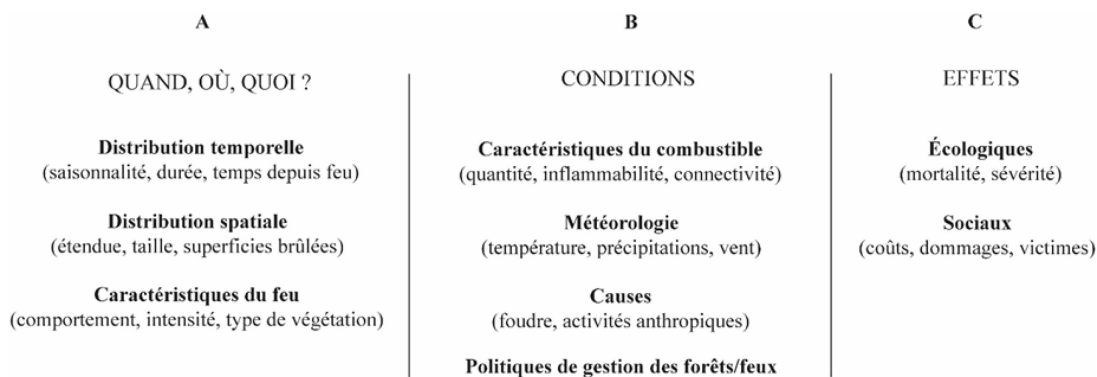 A
QUAND, OÙ, QUOI ?
Distribution temporelle
(saisonnalité, durée, temps depuis feu)
Distribution spatiale
(étendue, taille, superficies brûlées)
Caractéristiques du feu
(comportement, intensité, type de végétation)
B
CONDITIONS
Caractéristiques du combustible
(quantité, inflammabilité, connectivité)
Météorologie
(température, précipitations, vent)
Causes
(foudre, activités anthropiques)
Politiques de gestion des forêts/feux
C
EFFETS
Écologiques
(mortalité, sévérité)
Sociaux
(coûts, dommages, victimes)